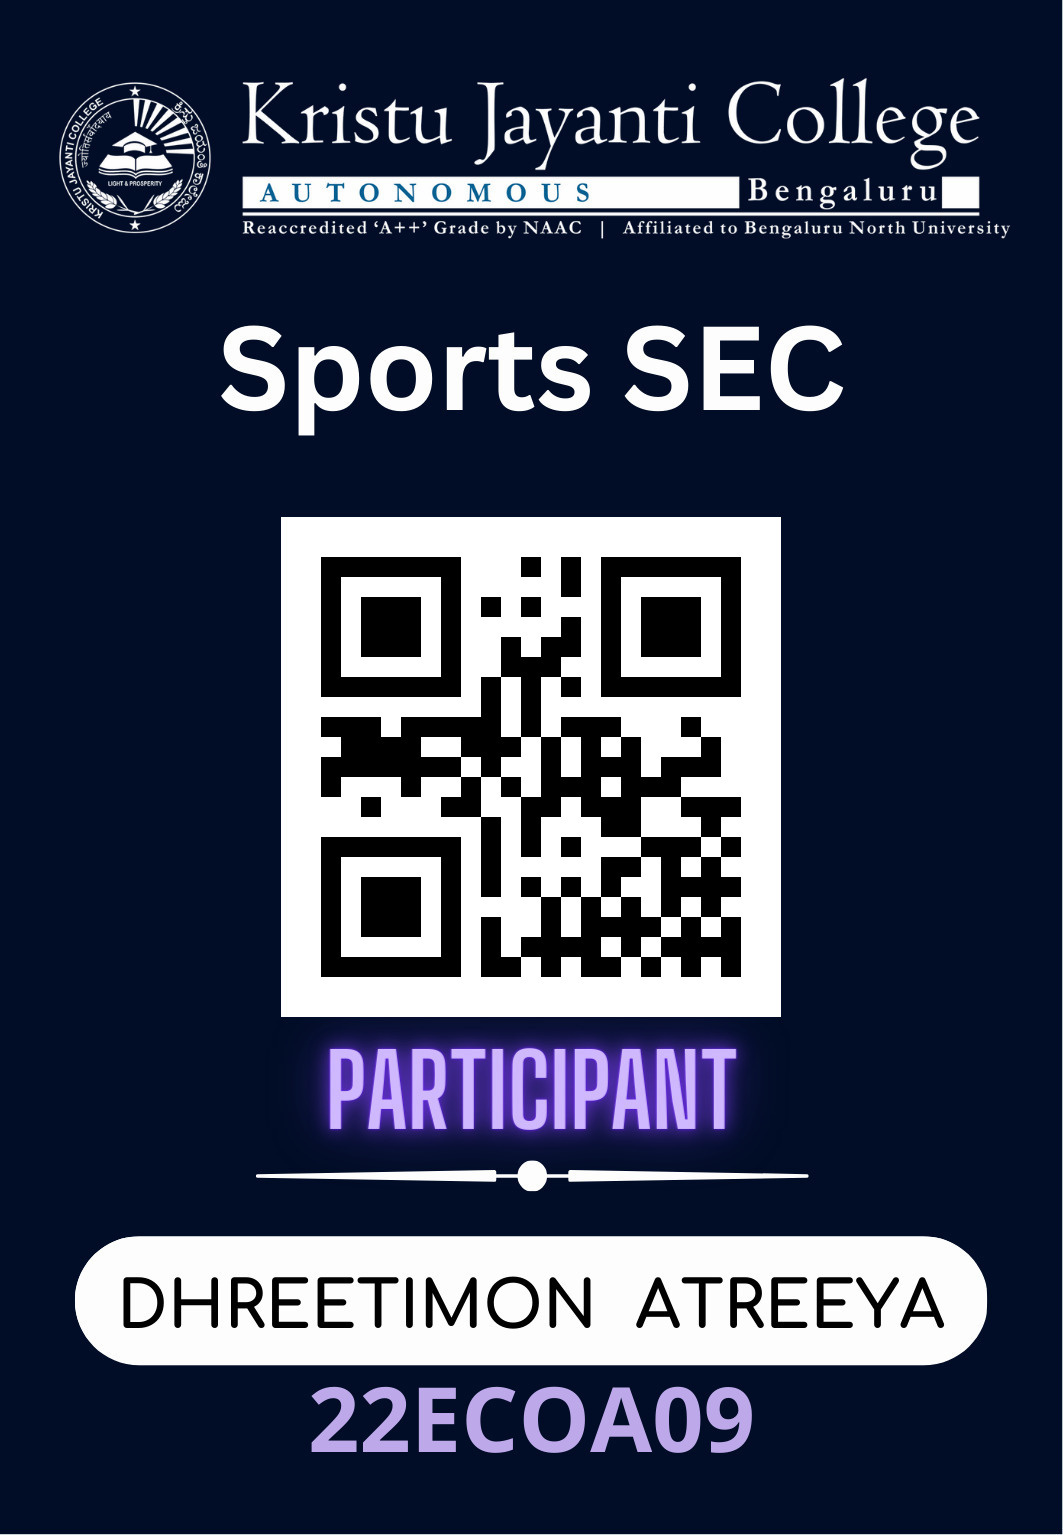 KRISTU JAYANTI COLLEGE
LIGHT & PROSPERITY
Kristu Jayanti College
AUTONOMOUS Bengaluru
Reaccredited ‘A++’ Grade by NAAC | Affiliated to Bengaluru North University
Sports SEC
PARTICIPANT
DHREETIMON ATREEYA
22ECOA09